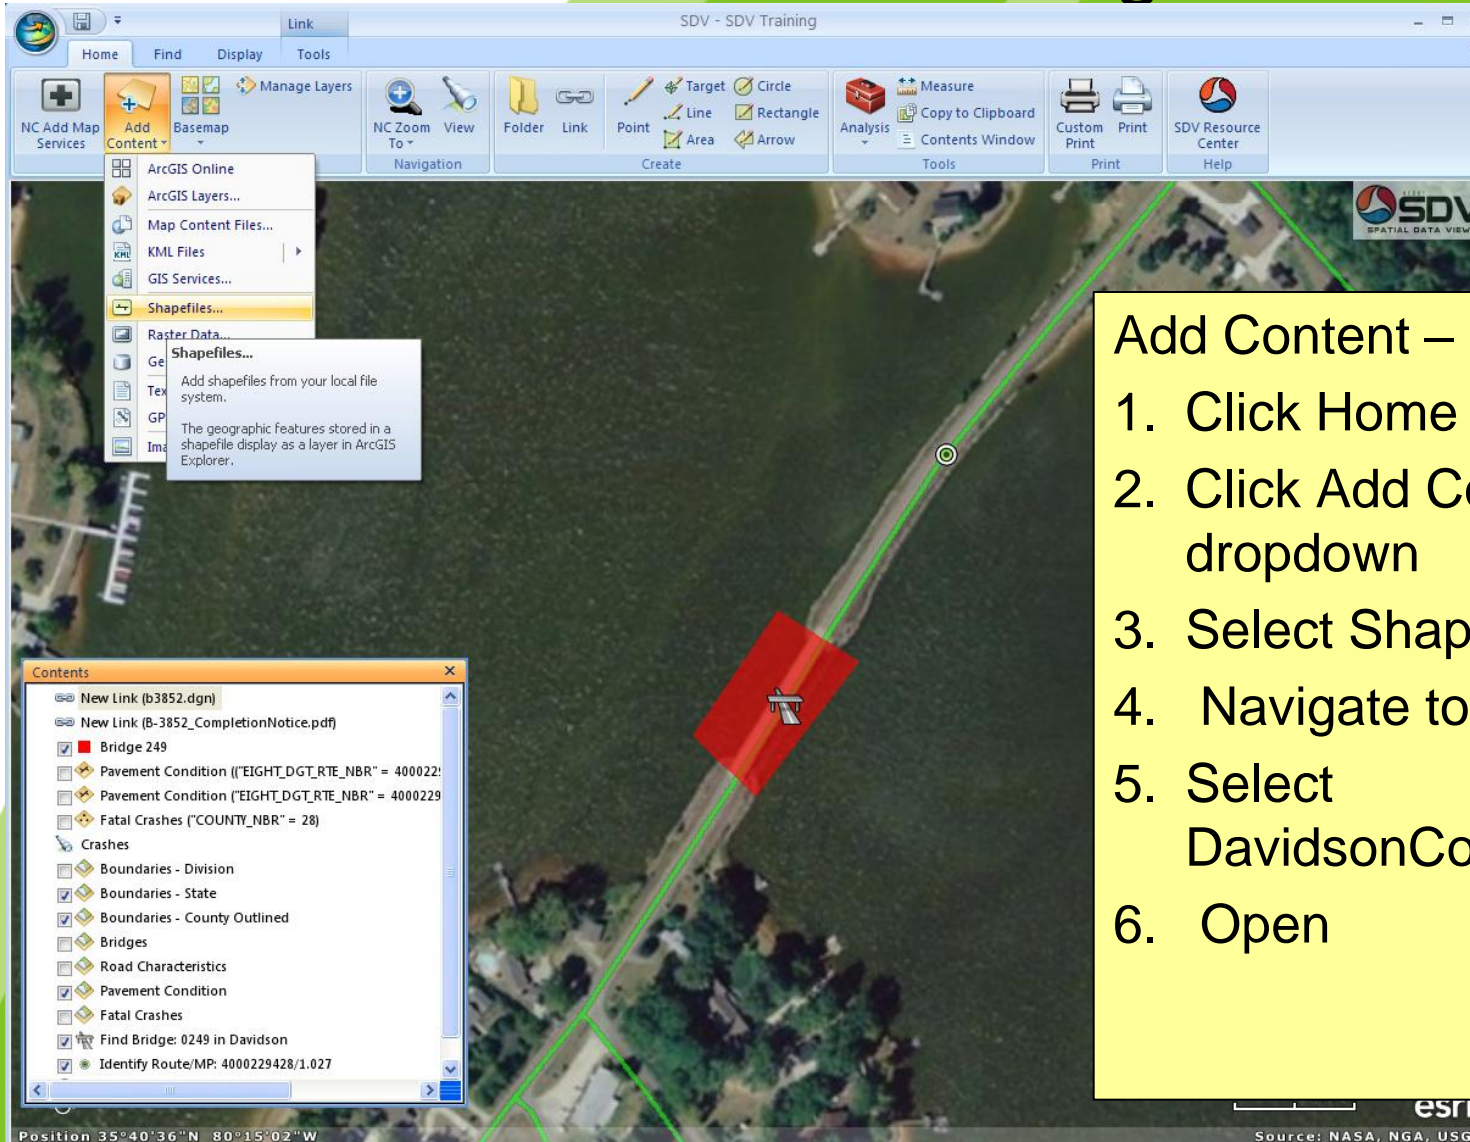 Link
SDV - SDV Training
Home Find Display Tools
NC Add Map Services
Add Content
Basemap
Manage Layers
NC Zoom To
View
Navigation
Folder
Link
Point
Target
Line
Area
Circle
Rectangle
Arrow
Create
Analysis
Measure
Copy to Clipboard
Contents Window
Tools
Custom Print
Print
Print
SDV Resource Center
Help
ArcGIS Online
ArcGIS Layers...
Map Content Files...
KML Files
GIS Services...
Shapefiles...
Raster Data...
Ge
Tex
GP
Ima
Shapefiles...
Add shapefiles from your local file
system.
The geographic features stored in a
shapefile display as a layer in ArcGIS
Explorer.
SDV
SPATIAL DATA VIEW
Add Content –
1. Click Home
2. Click Add Co
dropdown
3. Select Shap
4. Navigate to
5. Select
DavidsonCo
6. Open
Contents
New Link (b3852.dgn)
New Link (B-3852_CompletionNotice.pdf)
Bridge 249
Pavement Condition (("EIGHT_DGT_RTE_NBR" = 400022
Pavement Condition ("EIGHT_DGT_RTE_NBR" = 4000229
Fatal Crashes ("COUNTY_NBR" = 28)
Crashes
Boundaries - Division
Boundaries - State
Boundaries - County Outlined
Bridges
Road Characteristics
Pavement Condition
Fatal Crashes
Find Bridge: 0249 in Davidson
Identify Route/MP: 4000229428/1.027
esri
Position 35°40'36"N 80°15'02"W
Source: NASA, NGA, USG